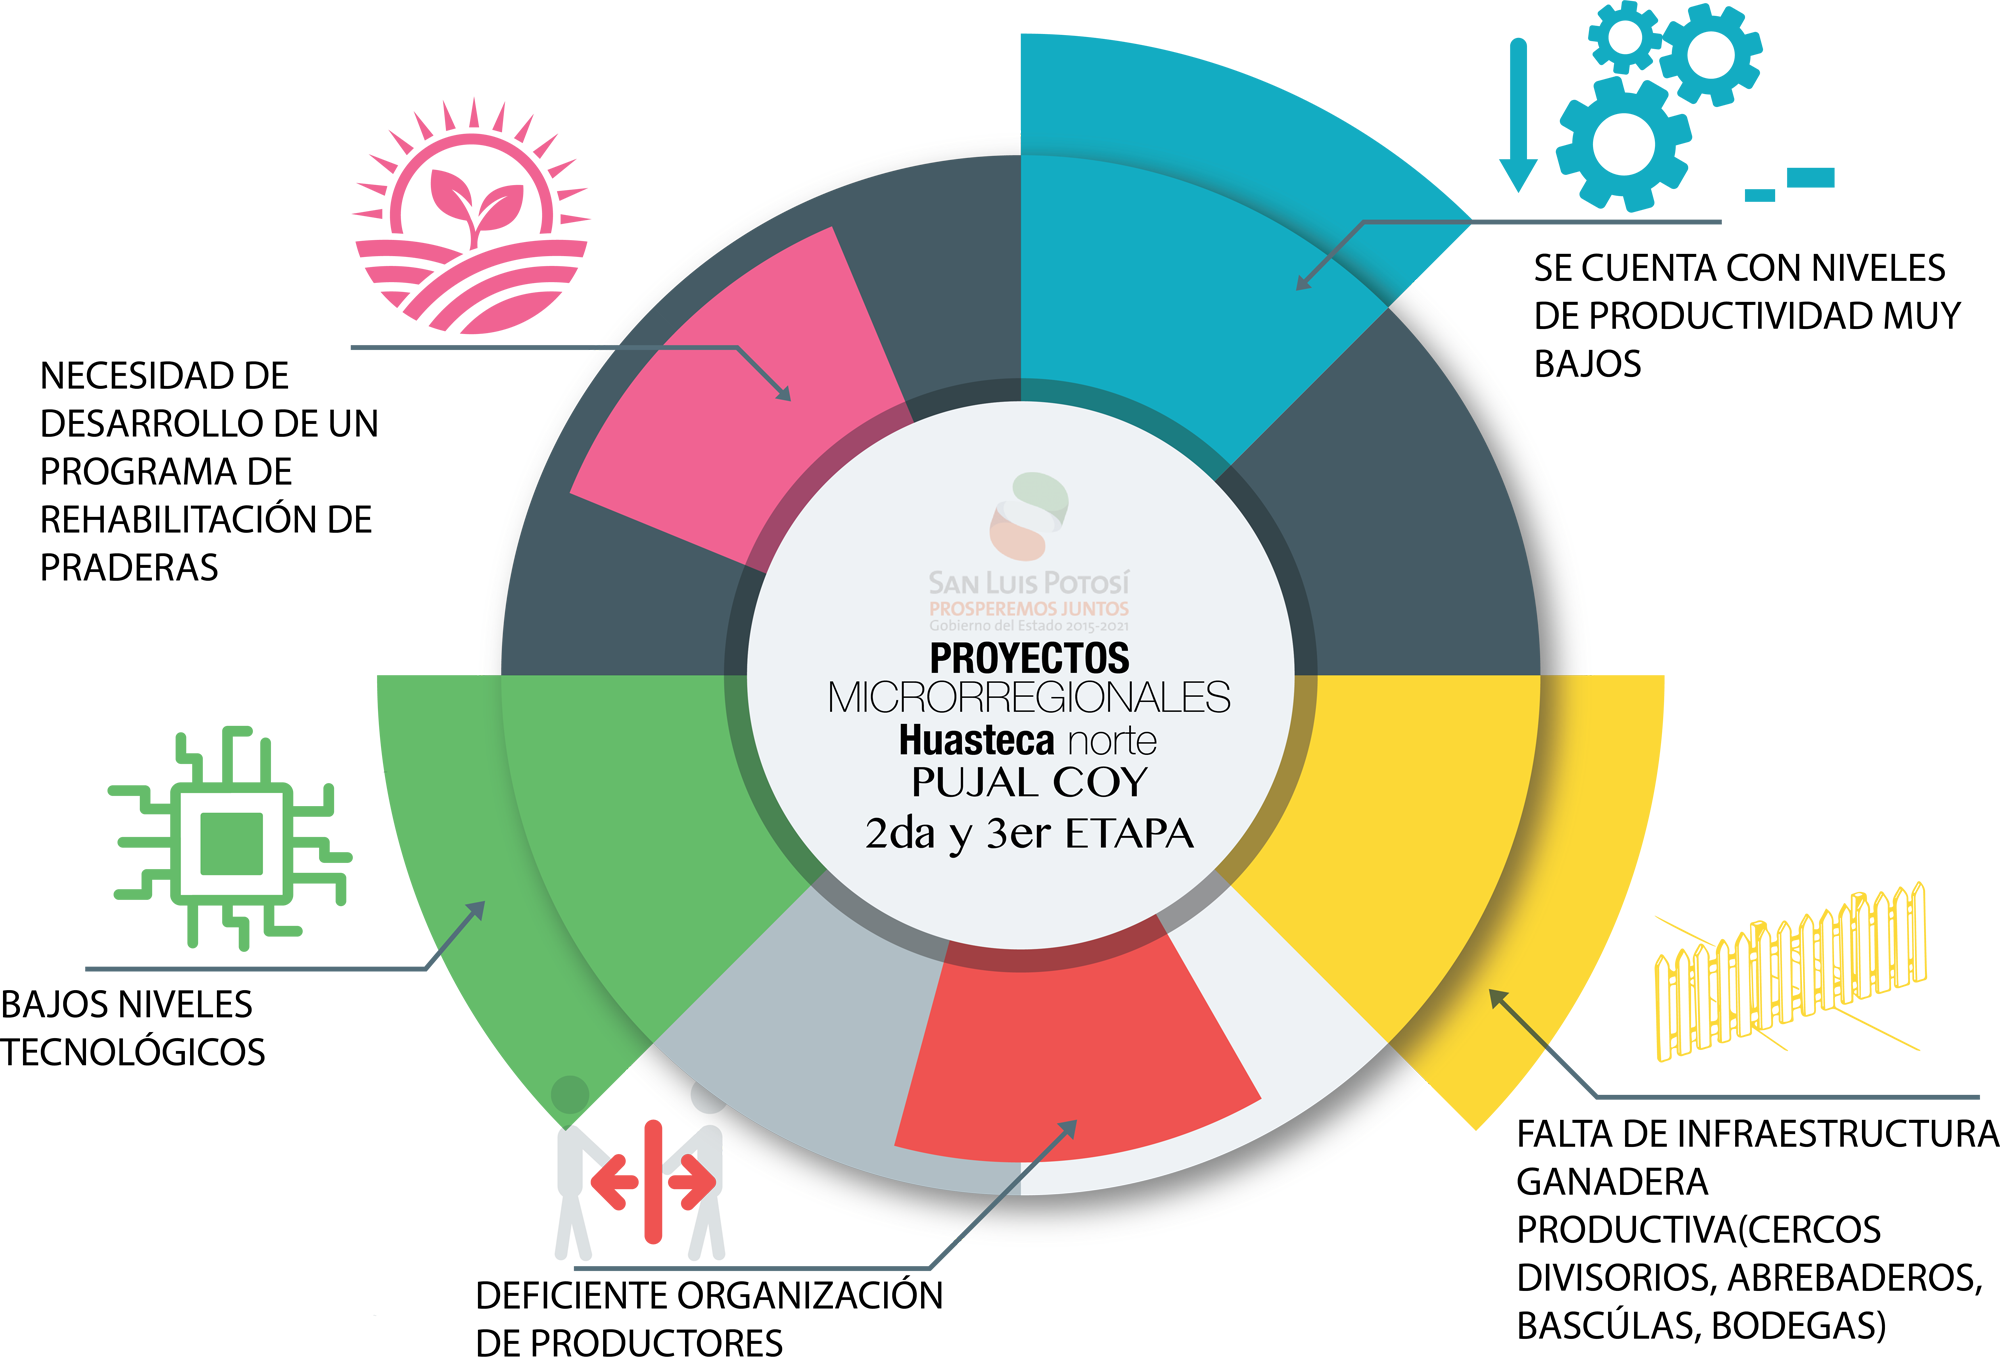 SE CUENTA CON NIVELES
DE PRODUCTIVIDAD MUY
BAJOS
NECESIDAD DE
DESARROLLO DE UN
PROGRAMA DE
REHABILITACIÓN DE
PRADERAS
SAN LUIS POTOSÍ
PROSPEREMOS JUNTOS
Gobierno del Estado 2015-2021
PROYECTOS
MICRORREGIONALES
Huasteca norte
PUJAL COY
2da y 3er ETAPA
BAJOS NIVELES
TECNOLÓGICOS
FALTA DE INFRAESTRUCTURA
GANADERA
PRODUCTIVA(CERCOS
DIVISORIOS, ABREBADEROS,
BASCÚLAS, BODEGAS)
DEFICIENTE ORGANIZACIÓN
DE PRODUCTORES